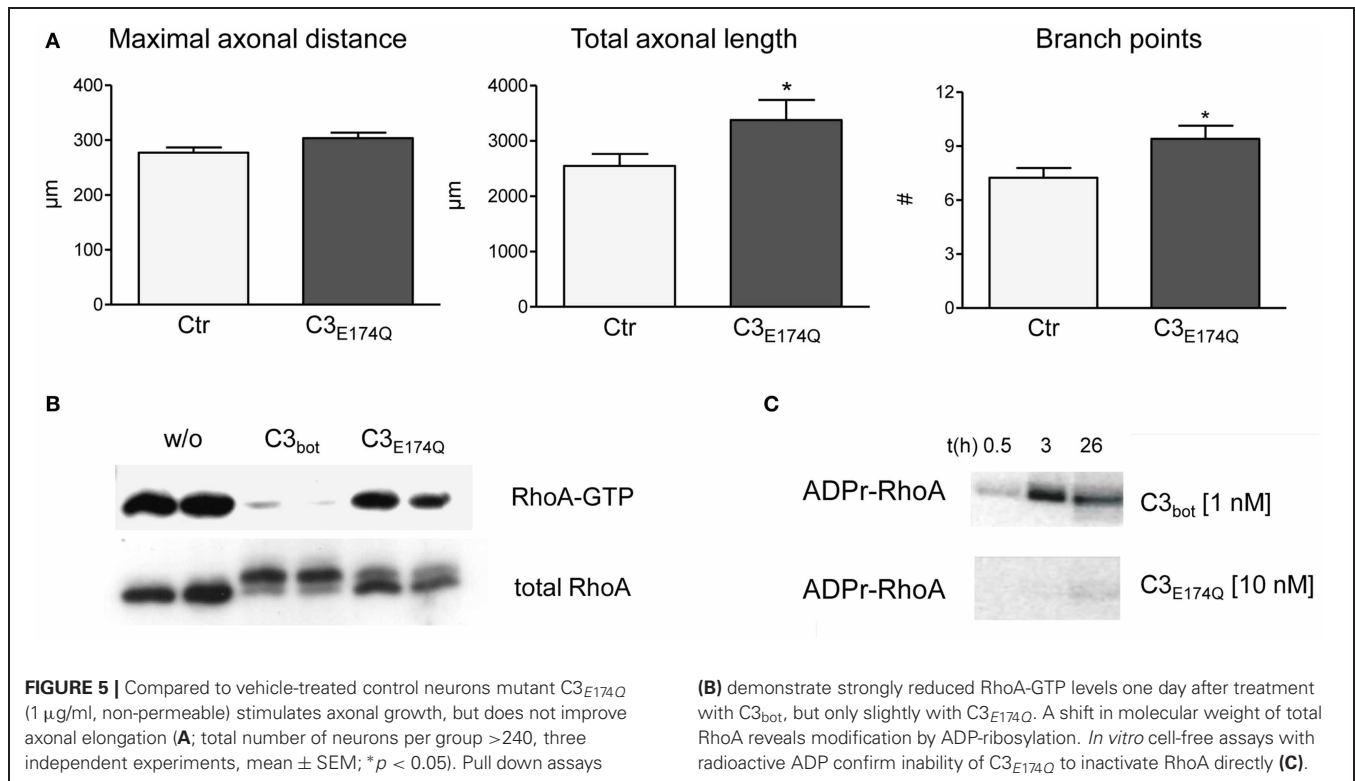 A
Maximal axonal distance
Total axonal length
Branch points
400
300
200
100
0
µm
Ctr
C3E174Q
4000
3000
2000
1000
0
µm
*
Ctr
C3E174Q
12
9
6
3
0
#
*
Ctr
C3E174Q
B
w/o C3bot C3E174Q
RhoA-GTP
total RhoA
C
t(h) 0.5 3 26
ADPr-RhoA
C3bot [1 nM]
ADPr-RhoA
C3E174Q [10 nM]
FIGURE 5 | Compared to vehicle-treated control neurons mutant C3E174Q
(1 µg/ml, non-permeable) stimulates axonal growth, but does not improve
axonal elongation (A; total number of neurons per group >240, three
independent experiments, mean ± SEM; *p < 0.05). Pull down assays
(B) demonstrate strongly reduced RhoA-GTP levels one day after treatment
with C3bot, but only slightly with C3E174Q. A shift in molecular weight of total
RhoA reveals modification by ADP-ribosylation. In vitro cell-free assays with
radioactive ADP confirm inability of C3E174Q to inactivate RhoA directly (C).